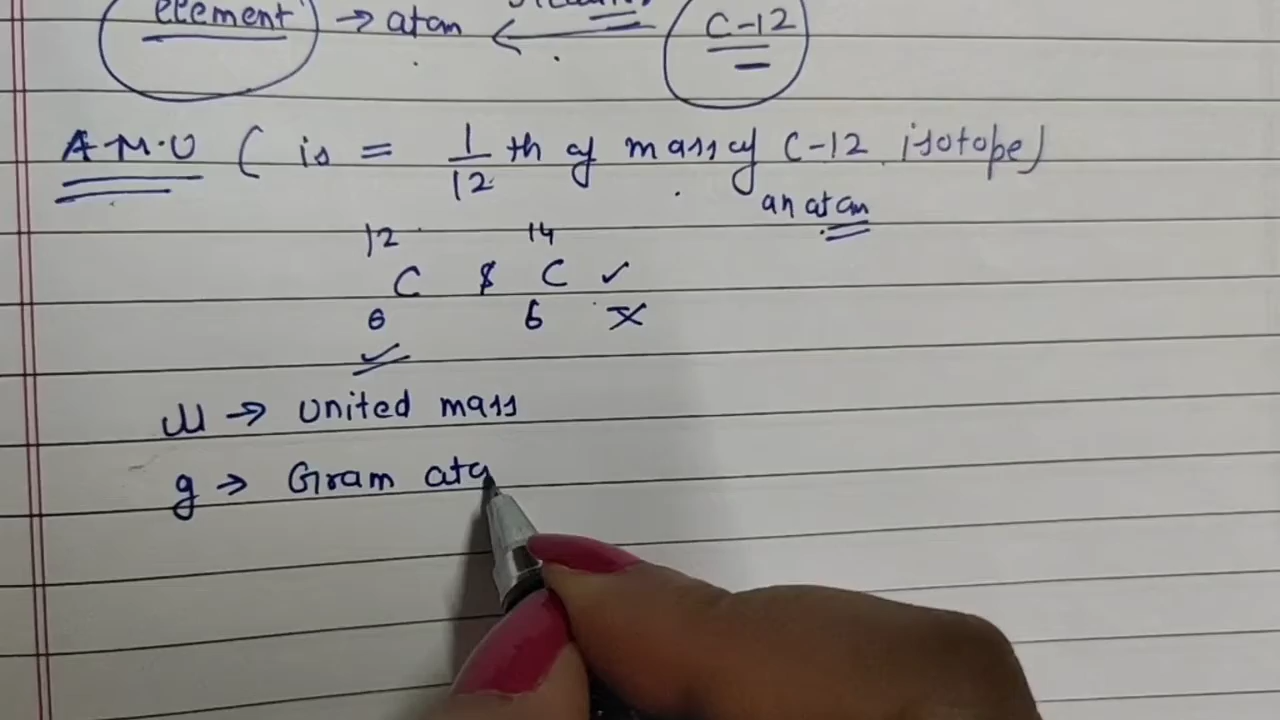 element → atom ← C-12
A.M.U ( is = 1/12 th of mass of C-12 isotope)
an atom
12 14
C $ C ✓
6 6 ×
✓
u → United mass
g → Gram ato